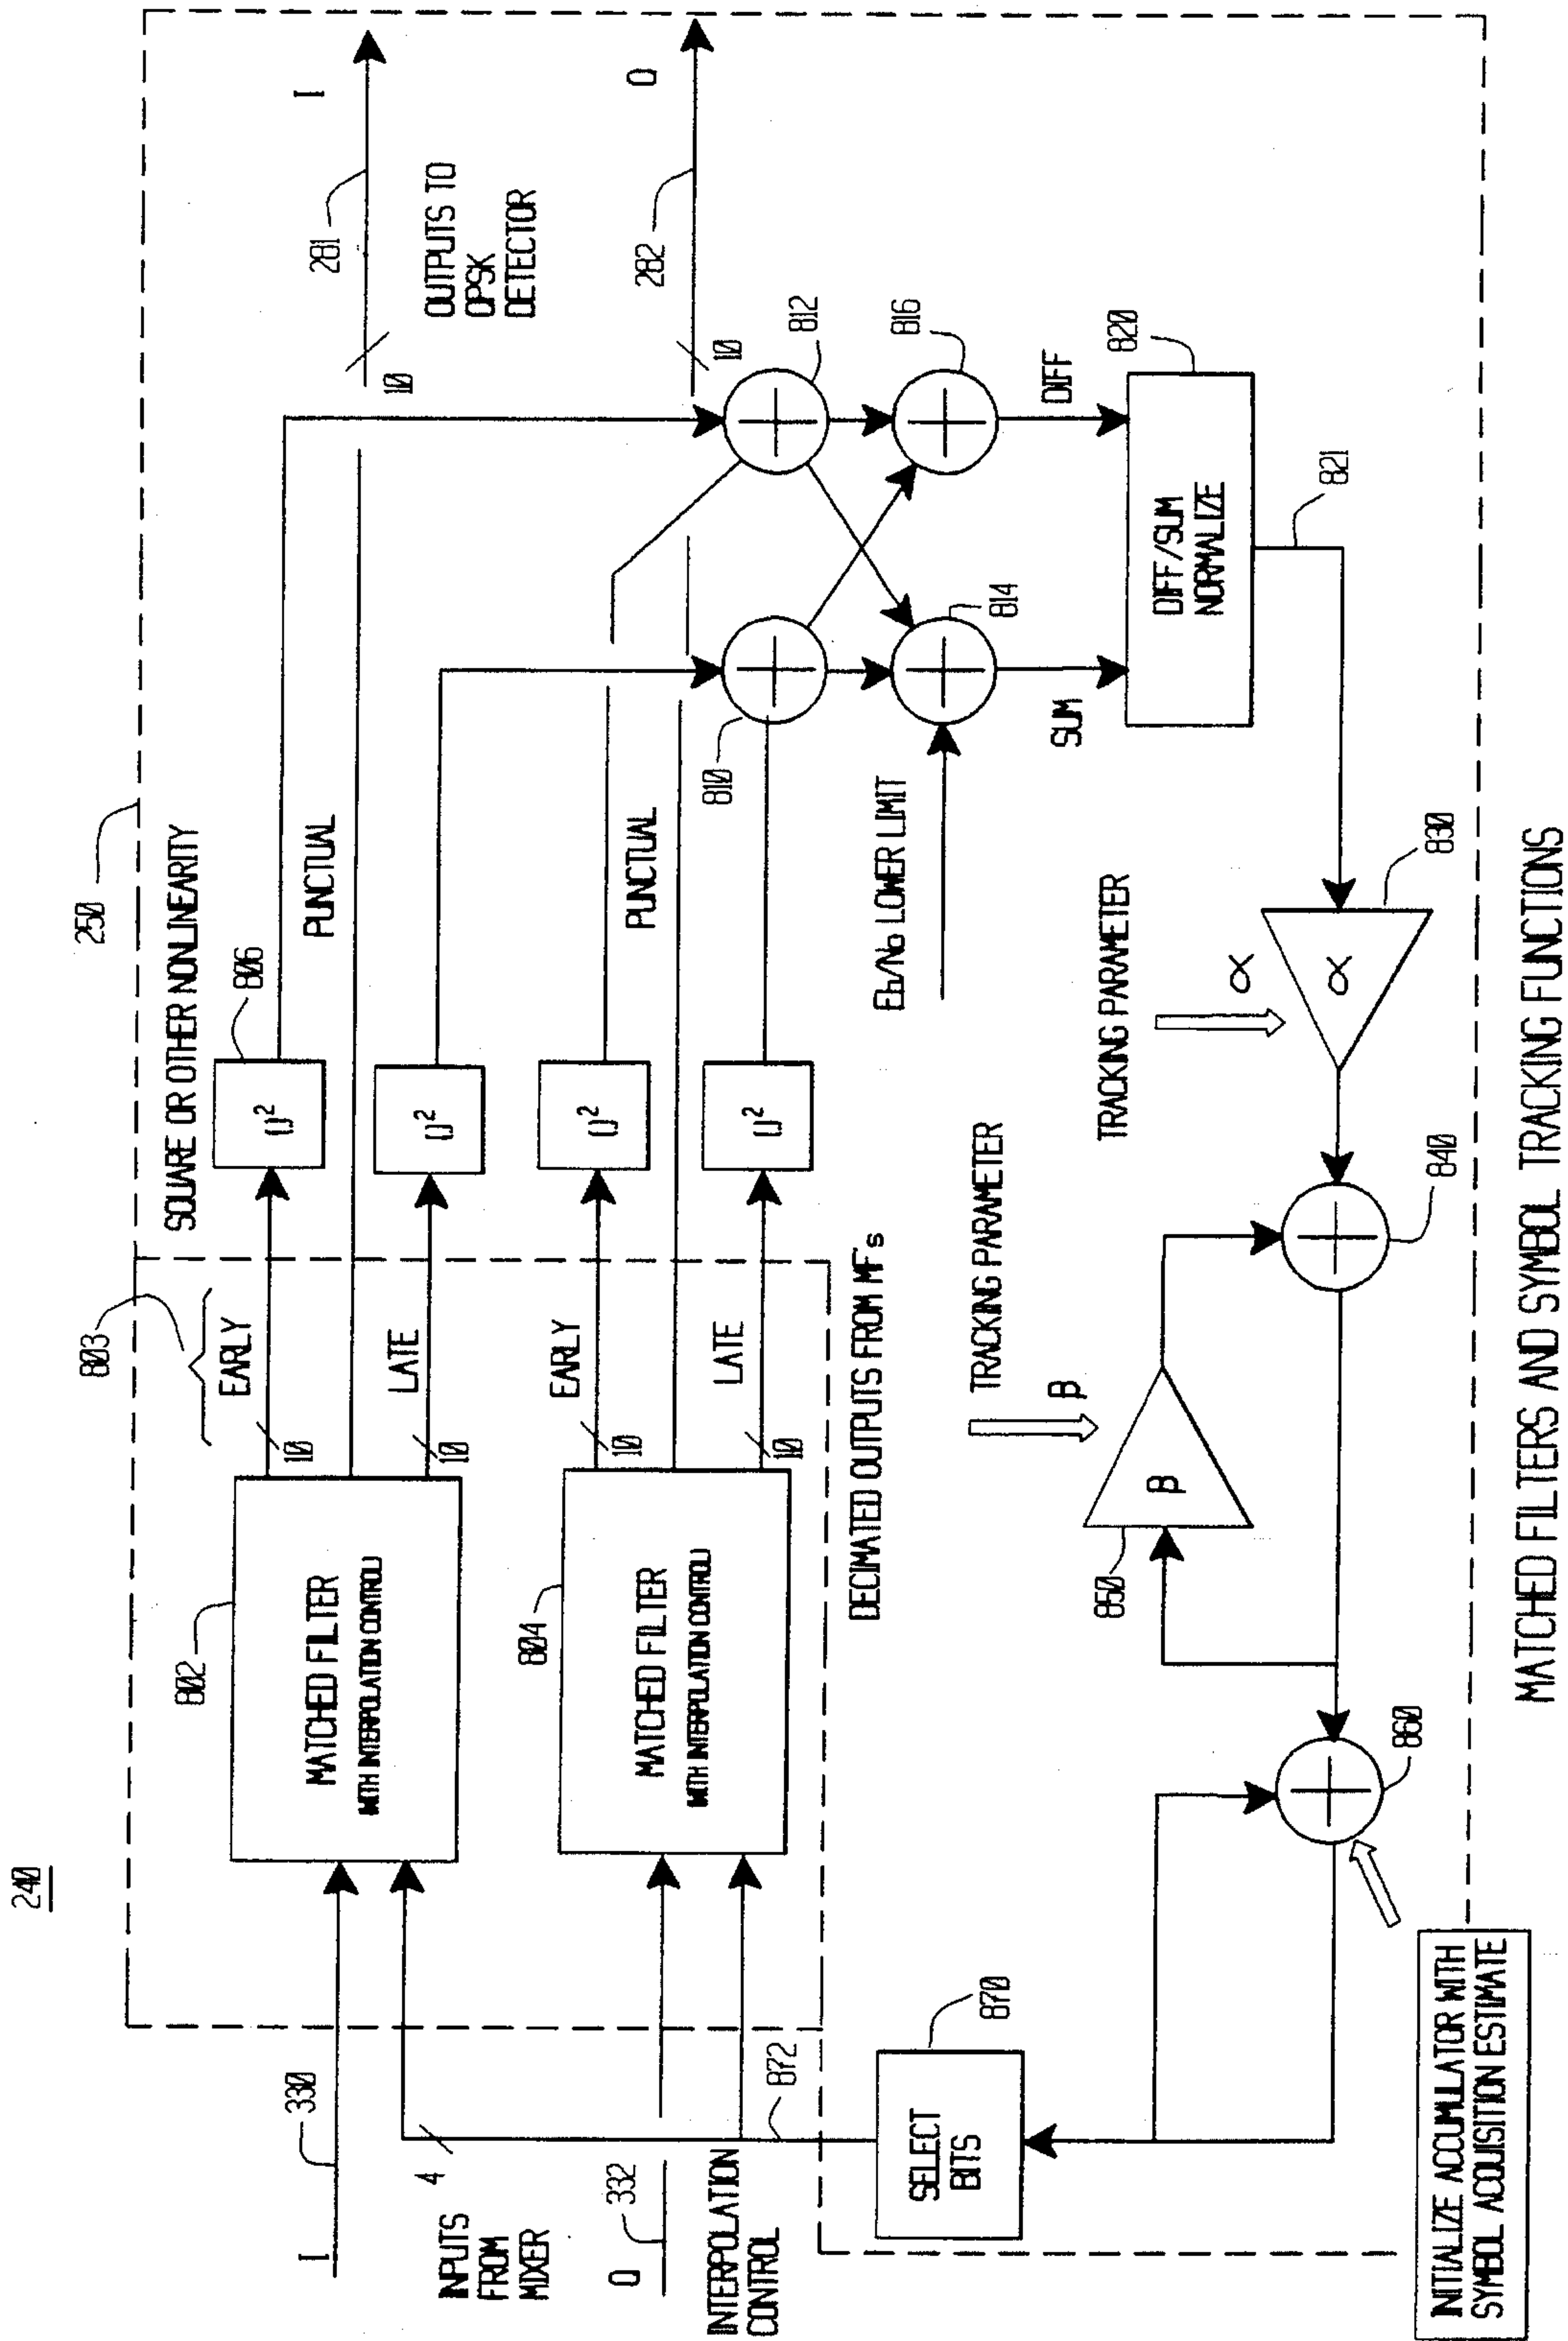 240
250
803
802
806
SQUARE OR OTHER NONLINEARITY
330
I
MATCHED FILTER
(WITH INTERPOLATION CONTROL)
EARLY
10
LATE
10
( )²
( )²
PUNCTUAL
10
281
I
OUTPUTS TO
QPSK
DETECTOR
4
INPUTS
FROM
MIXER
Q
332
804
MATCHED FILTER
(WITH INTERPOLATION CONTROL)
EARLY
10
LATE
10
( )²
( )²
PUNCTUAL
10
282
Q
INTERPOLATION
CONTROL
872
DECIMATED OUTPUTS FROM MFs
810
812
Eb/No LOWER LIMIT
814
816
SUM
DIFF
820
DIFF/SUM
NORMALIZE
821
870
SELECT
BITS
850
β
TRACKING PARAMETER
β
TRACKING PARAMETER
α
α
830
840
860
INITIALIZE ACCUMULATOR WITH
SYMBOL ACQUISITION ESTIMATE
MATCHED FILTERS AND SYMBOL TRACKING FUNCTIONS